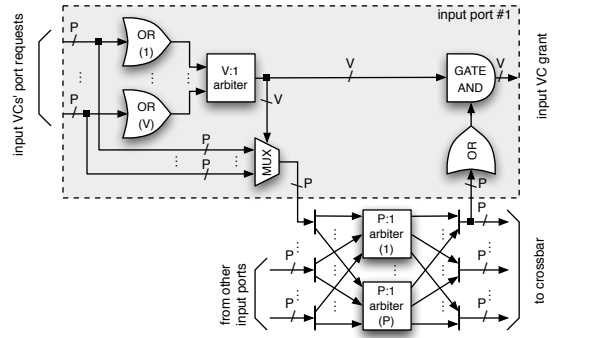 input port #1
input VCs' port requests
P
OR
(1)
P
OR
(V)
V:1
arbiter
V
V
GATE
AND
V
input VC grant
P
P
MUX
P
OR
P
P
P:1
arbiter
(1)
P
P
from other
input ports
P
P:1
arbiter
(P)
P
to crossbar